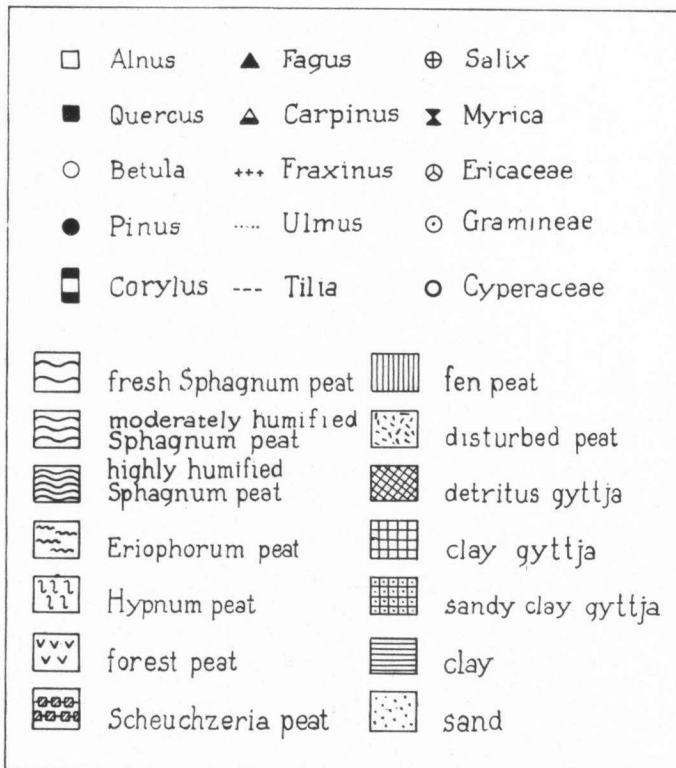 Alnus Fagus Salix
Quercus Carpinus Myrica
Betula Fraxinus Ericaceae
Pinus Ulmus Gramineae
Corylus Tilia Cyperaceae
fresh Sphagnum peat
moderately humified
Sphagnum peat
highly humified
Sphagnum peat
Eriophorum peat
Hypnum peat
forest peat
Scheuchzeria peat
fen peat
disturbed peat
detritus gyttja
clay gyttja
sandy clay gyttja
clay
sand